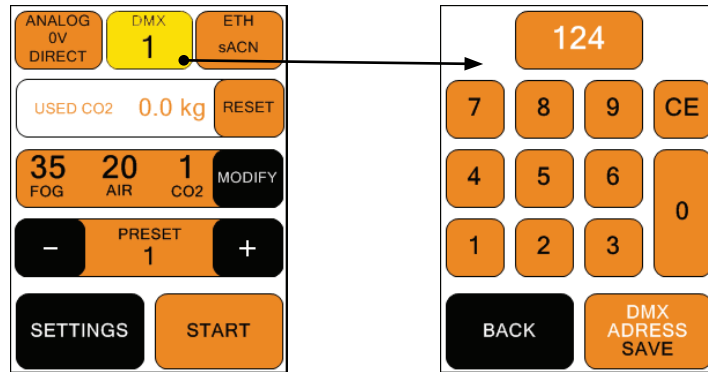 ANALOG
0V
DIRECT
DMX
1
ETH
sACN
USED CO2 0.0 kg RESET
35 20 1 MODIFY
FOG AIR CO2
- PRESET +
1
SETTINGS START
124
7 8 9 CE
4 5 6
0
1 2 3
BACK
DMX
ADRESS
SAVE